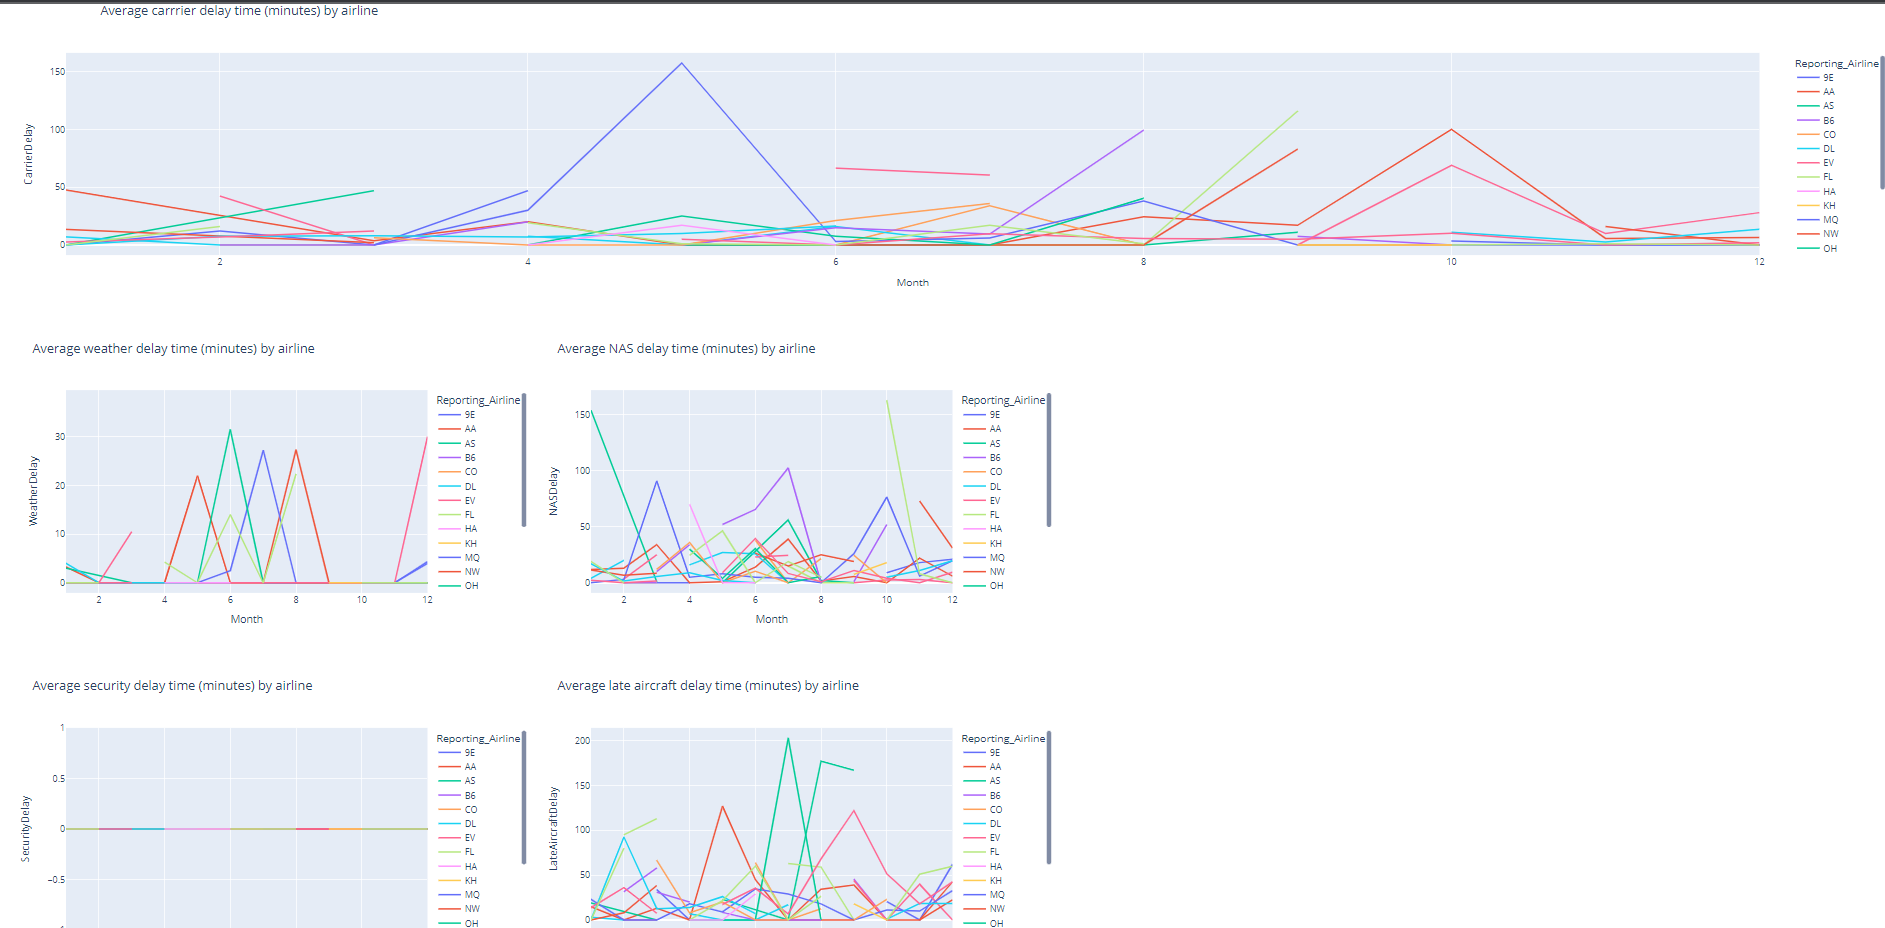 Average carrrier delay time (minutes) by airline
CarrierDelay
150
100
50
0
2
4
6
8
10
12
Month
Reporting_Airline
9E
AA
AS
B6
CO
DL
EV
FL
HA
KH
MQ
NW
OH
Average weather delay time (minutes) by airline
WeatherDelay
30
20
10
0
2
4
6
8
10
12
Month
Reporting_Airline
9E
AA
AS
B6
CO
DL
EV
FL
HA
KH
MQ
NW
OH
Average NAS delay time (minutes) by airline
NASDelay
150
100
50
0
2
4
6
8
10
12
Month
Reporting_Airline
9E
AA
AS
B6
CO
DL
EV
FL
HA
KH
MQ
NW
OH
Average security delay time (minutes) by airline
SecurityDelay
1
0.5
0
−0.5
Reporting_Airline
9E
AA
AS
B6
CO
DL
EV
FL
HA
KH
MQ
NW
OH
Average late aircraft delay time (minutes) by airline
LateAircraftDelay
200
150
100
50
0
Reporting_Airline
9E
AA
AS
B6
CO
DL
EV
FL
HA
KH
MQ
NW
OH